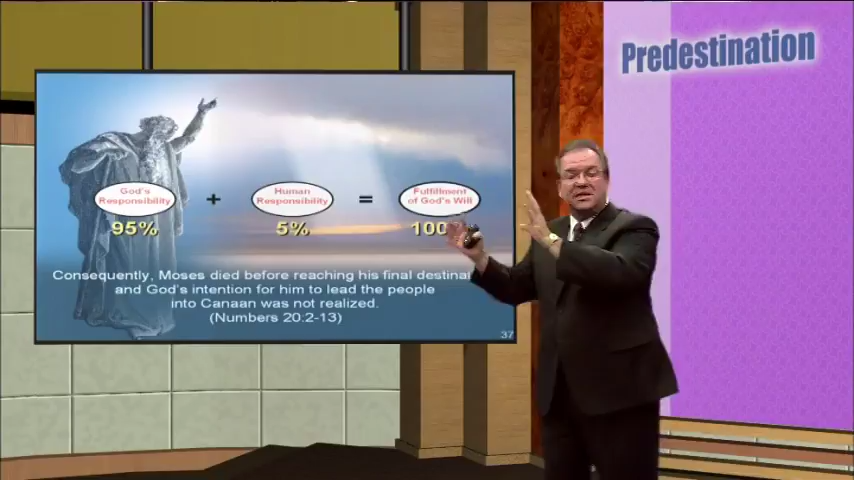 Predestination
God's
Responsibility
95%
+
Human
Responsibility
5%
=
Fulfillment
of God's Will
100
Consequently, Moses died before reaching his final
and God's intention for him to lead the people
into Canaan was not realized.
(Numbers 20.2-13)
37